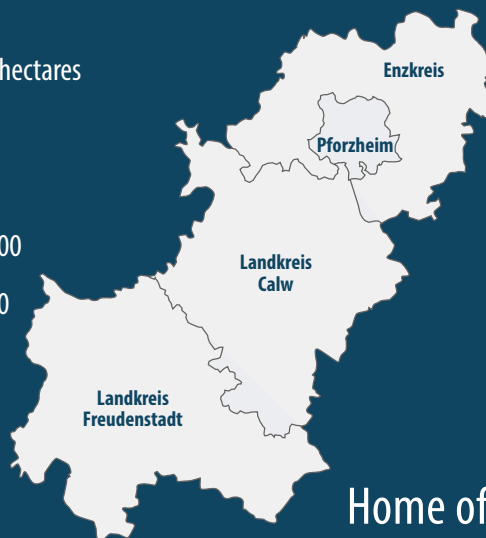 hectares
Enzkreis
Pforzheim
00
Landkreis
Calw
0
Landkreis
Freudenstadt
Home of